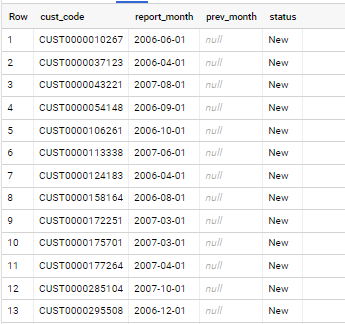 Row cust_code report_month prev_month status
1 CUST0000010267 2006-06-01 null New
2 CUST0000037123 2006-04-01 null New
3 CUST0000043221 2007-08-01 null New
4 CUST0000054148 2006-09-01 null New
5 CUST0000106261 2006-10-01 null New
6 CUST0000113338 2007-06-01 null New
7 CUST0000124183 2006-04-01 null New
8 CUST0000158164 2006-08-01 null New
9 CUST0000172251 2007-03-01 null New
10 CUST0000175701 2007-03-01 null New
11 CUST0000177264 2007-04-01 null New
12 CUST0000285104 2007-10-01 null New
13 CUST0000295508 2006-12-01 null New